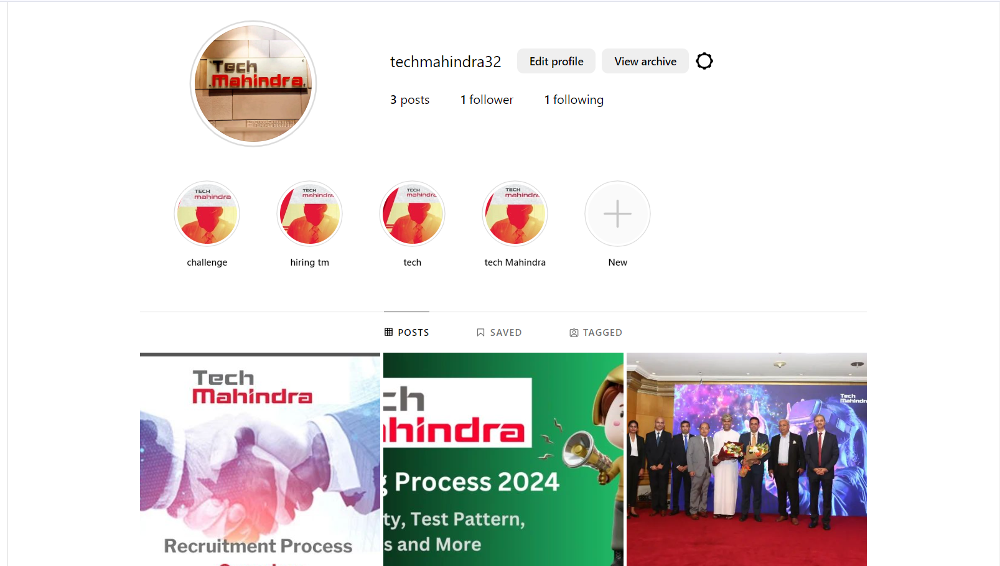 Tech
Mahindra
techmahindra32
Edit profile
View archive
3 posts
1 follower
1 following
TECH
mahindra
TECH
mahindra
TECH
mahindra
TECH
mahindra
challenge
hiring tm
tech
tech Mahindra
New
POSTS
SAVED
TAGGED
Tech
Mahindra
Recruitment Process
ch
hindra
g Process 2024
ty, Test Pattern,
s and More
Tech
Mahindra